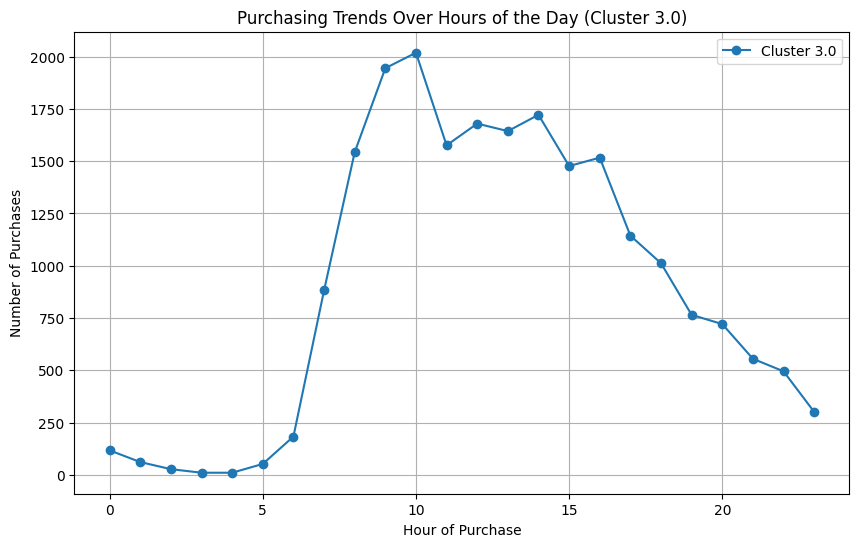 Purchasing Trends Over Hours of the Day (Cluster 3.0)
Cluster 3.0
Number of Purchases
2000
1750
1500
1250
1000
750
500
250
0
0 5 10 15 20
Hour of Purchase